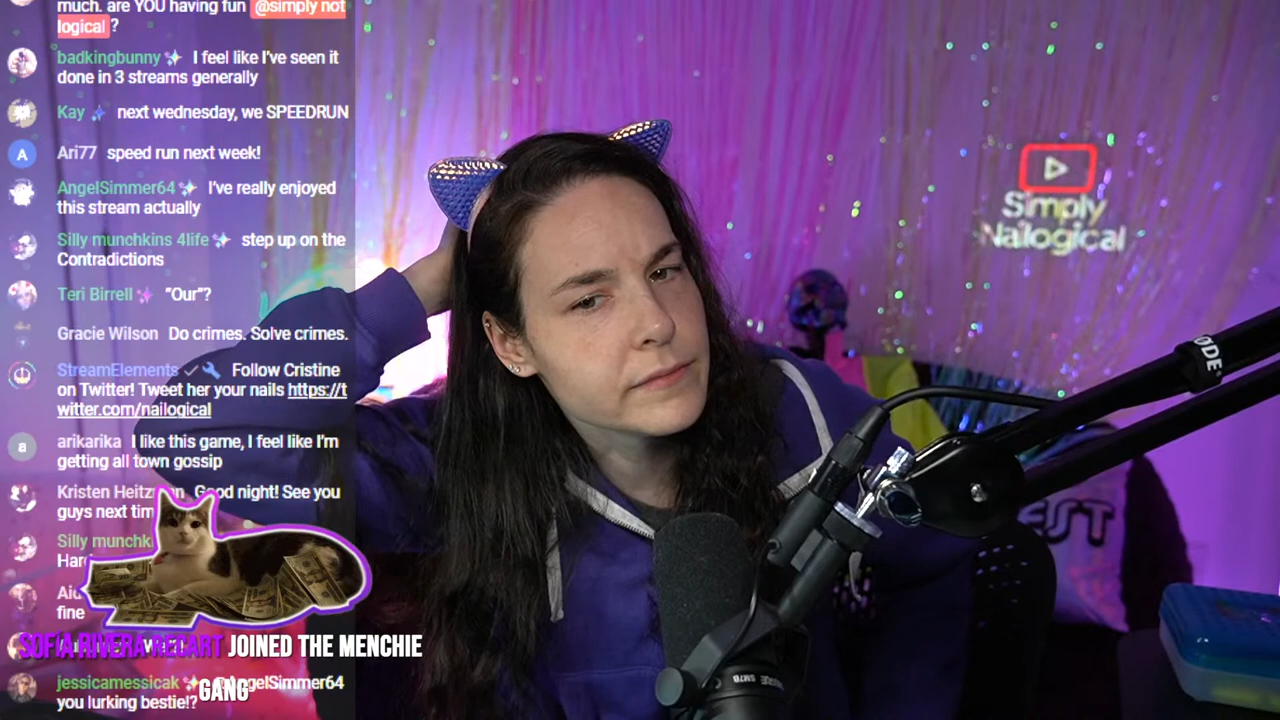 much. are YOU having fun @simply not
logical ?
badkingbunny I feel like I've seen it
done in 3 streams generally
Kay next wednesday, we SPEEDRUN
A Ari77 speed run next week!
AngelSimmer64 I've really enjoyed
this stream actually
Silly munchkins 4life step up on the
Contradictions
Teri Birrell "Our"?
Gracie Wilson Do crimes. Solve crimes.
StreamElements Follow Cristine
on Twitter! Tweet her your nails https://t
witter.com/nailogical
a arikarika I like this game, I feel like I'm
getting all town gossip
Kristen Good night! See you
guys next
Silly
fine
SOFIA RIVERA RECART JOINED THE MENCHIE
GANG
jessicamessicak @AngelSimmer64
you lurking bestie!?
Simply
Nailogical
SM7B